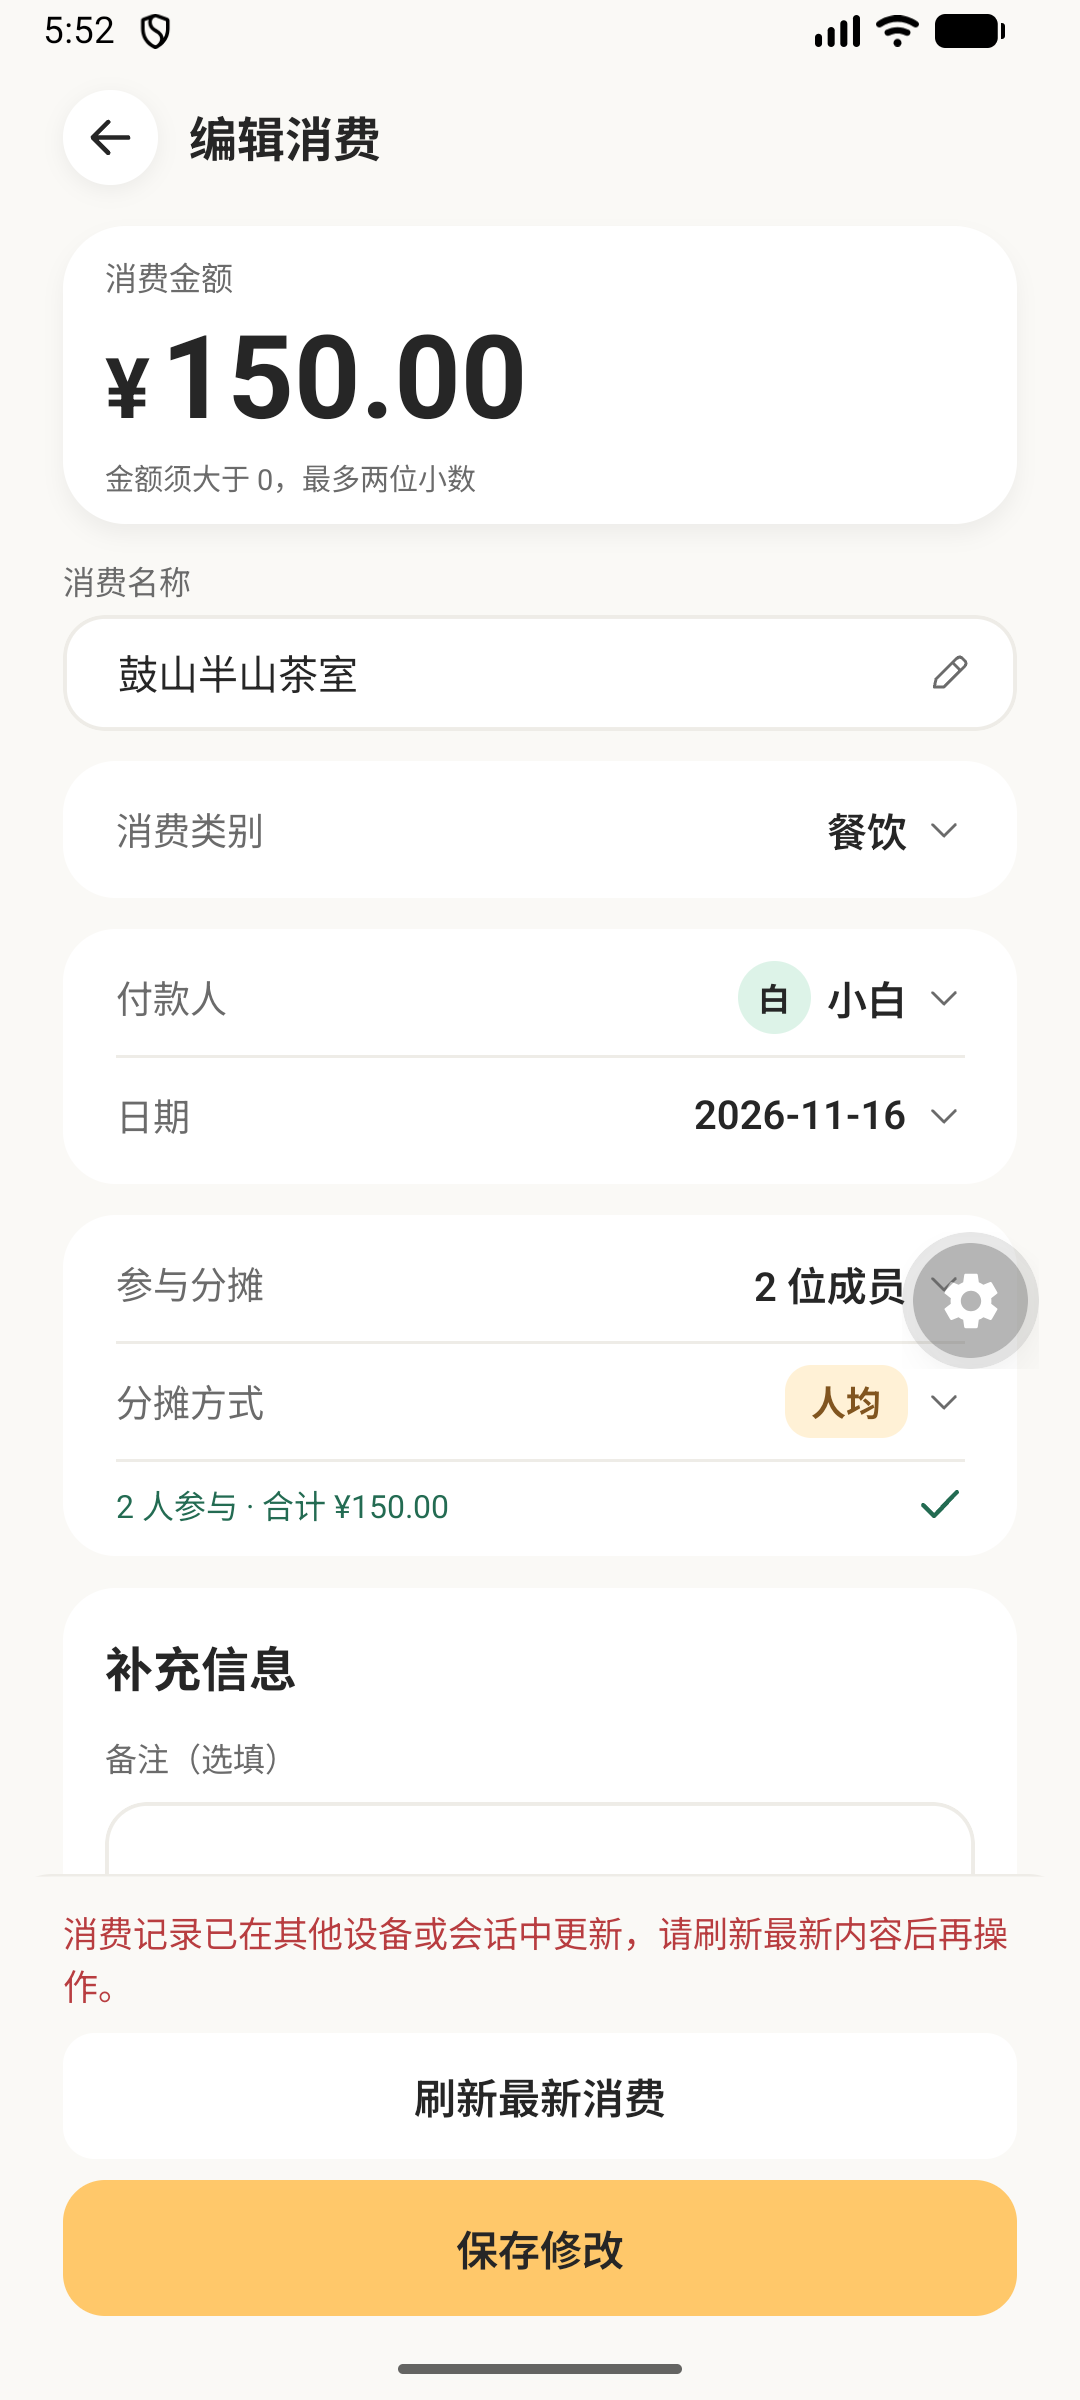 5:52
编辑消费
消费金额
¥150.00
金额须大于 0，最多两位小数
消费名称
鼓山半山茶室
消费类别
餐饮
付款人
白 小白
日期
2026-11-16
参与分摊
2 位成员
分摊方式
人均
2 人参与 · 合计 ¥150.00
补充信息
备注（选填）
消费记录已在其他设备或会话中更新，请刷新最新内容后再操
作。
刷新最新消费
保存修改